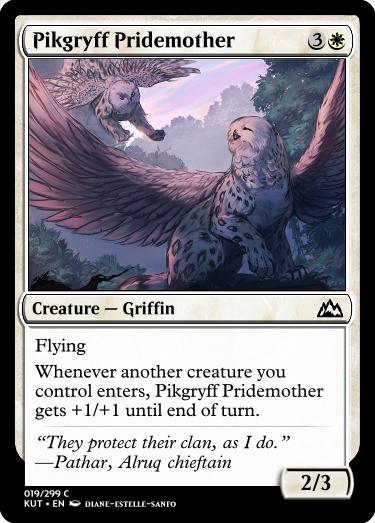 Pikgryff Pridemother 3
Creature — Griffin
Flying
Whenever another creature you
control enters, Pikgryff Pridemother
gets +1/+1 until end of turn.
“They protect their clan, as I do.”
—Pathar, Alruq chieftain
2/3
019/299 C
KUT • EN DIANE-ESTELLE-SANFO